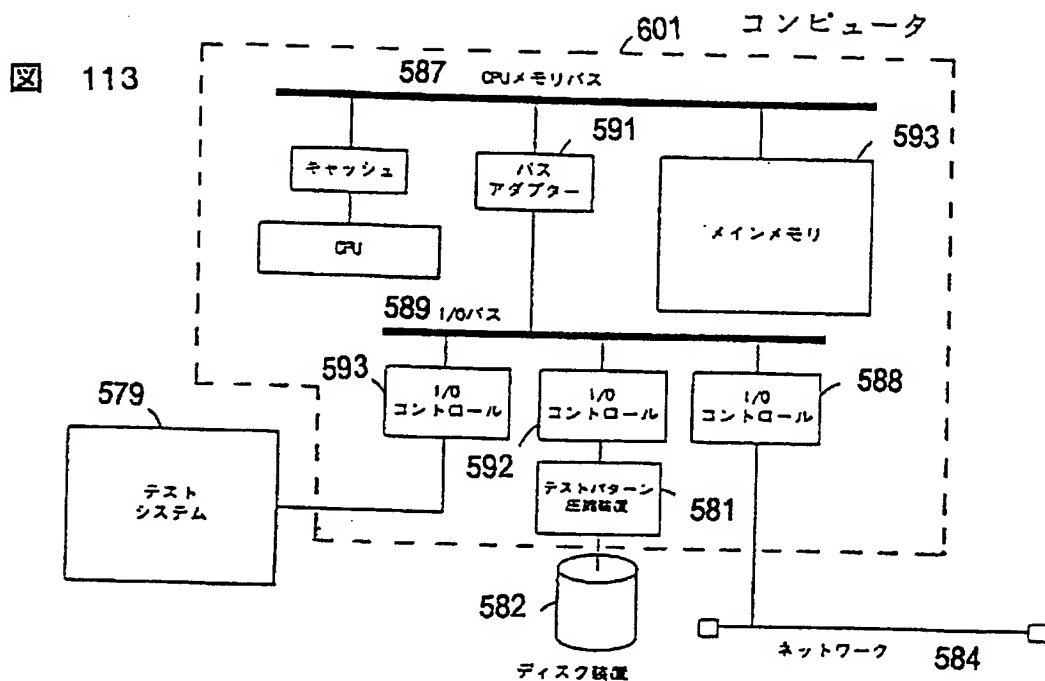 コンピュータ
601
図 113
587 CPUメモリバス
591
593
キャッシュ
バス
アダプター
メインメモリ
CPU
589 I/Oバス
593
I/O
コントロール
I/O
コントロール
I/O
コントロール
588
579
592
テスト
システム
テストパターン
圧縮装置
581
582
ディスク装置
ネットワーク 584